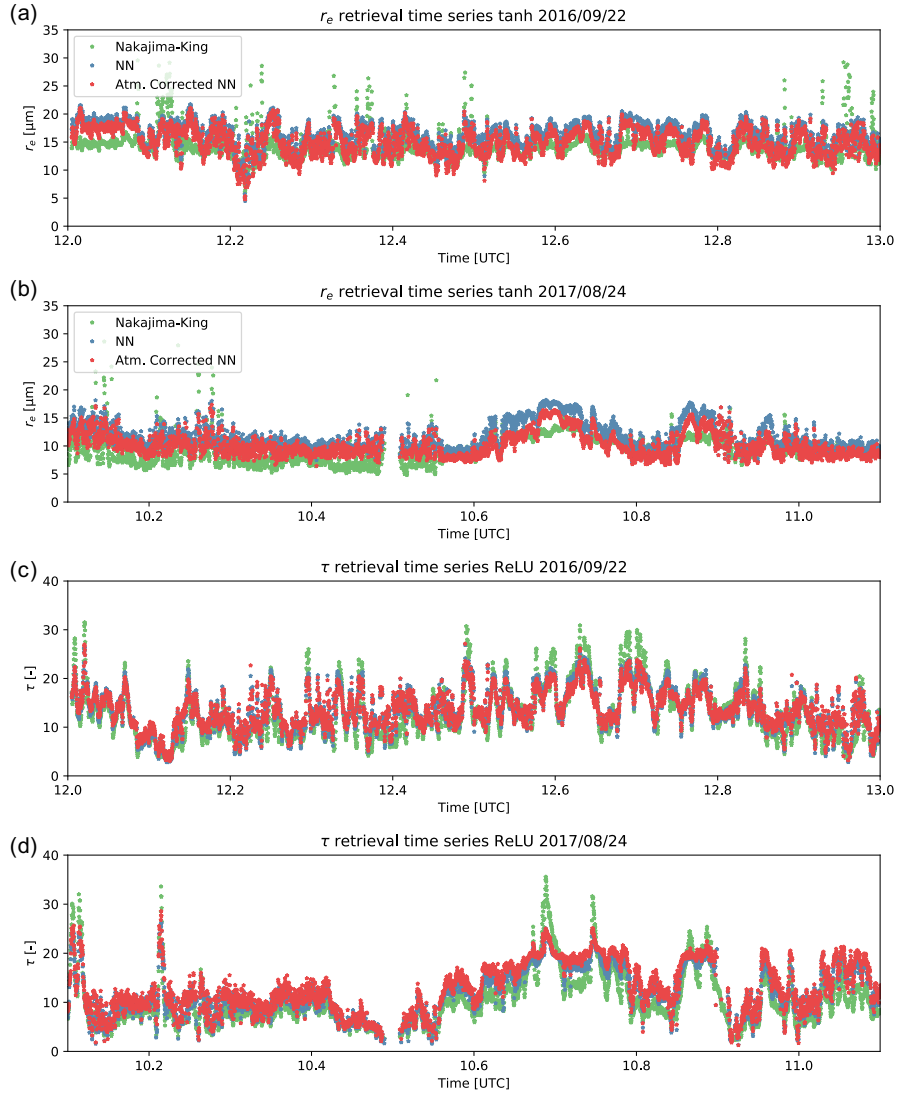 (a)
r_e retrieval time series tanh 2016/09/22
35
30
25
20
15
10
5
0
r_e [μm]
Nakajima-King
NN
Atm. Corrected NN
12.0 12.2 12.4 12.6 12.8 13.0
Time [UTC]
(b)
r_e retrieval time series tanh 2017/08/24
35
30
25
20
15
10
5
0
r_e [μm]
Nakajima-King
NN
Atm. Corrected NN
10.2 10.4 10.6 10.8 11.0
Time [UTC]
(c)
τ retrieval time series ReLU 2016/09/22
40
30
20
10
0
τ [-]
12.0 12.2 12.4 12.6 12.8 13.0
Time [UTC]
(d)
τ retrieval time series ReLU 2017/08/24
40
30
20
10
0
τ [-]
10.2 10.4 10.6 10.8 11.0
Time [UTC]